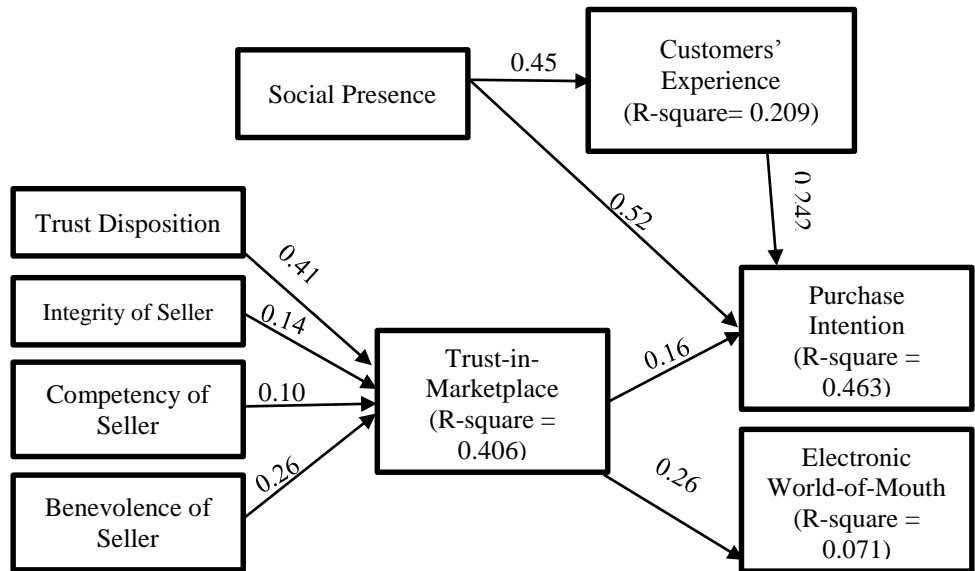 Customers’
Experience
(R-square= 0.209)
0.45
Social Presence
0.242
0.52
Trust Disposition
0.41
Integrity of Seller
0.14
Purchase
Intention
(R-square =
0.463)
0.16
Trust-in-
Marketplace
(R-square =
0.406)
Competency of
Seller
0.10
0.26
Benevolence of
Seller
0.26
Electronic
World-of-Mouth
(R-square =
0.071)